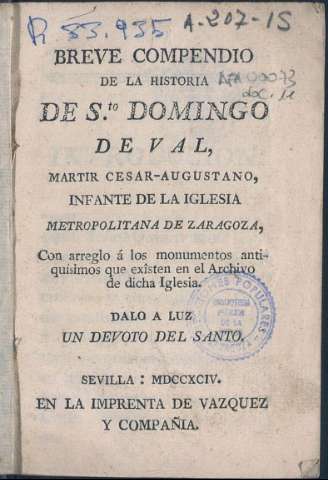 R 53.935
A-207-15
BREVE COMPENDIO
DE LA HISTORIA
DE S.to DOMINGO
DE VAL,
MARTIR CESAR-AUGUSTANO,
INFANTE DE LA IGLESIA
METROPOLITANA DE ZARAGOZA,
Con arreglo á los monumentos anti-
quísimos que existen en el Archivo
de dicha Iglesia.
DALO A LUZ
UN DEVOTO DEL SANTO.
SEVILLA: MDCCXCIV.
EN LA IMPRENTA DE VAZQUEZ
Y COMPAÑIA.